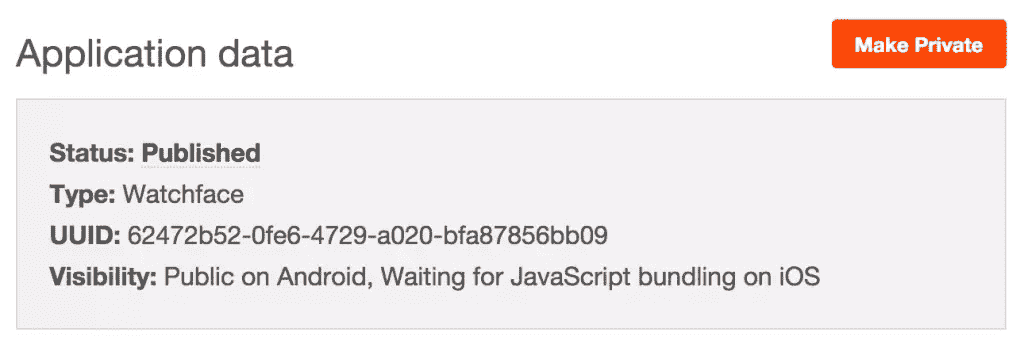 Application data
Make Private
Status: Published
Type: Watchface
UUID: 62472b52-0fe6-4729-a020-bfa87856bb09
Visibility: Public on Android, Waiting for JavaScript bundling on iOS